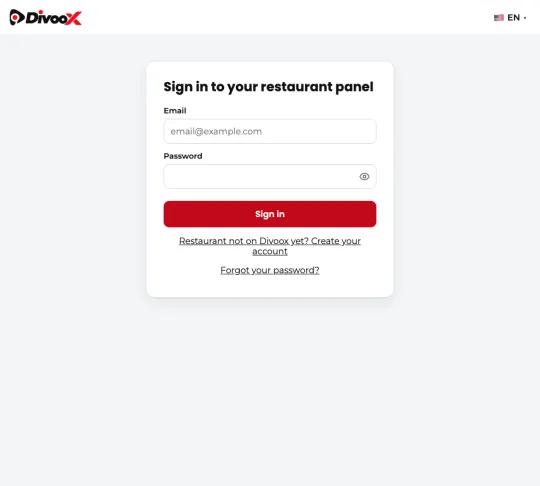 DivooX
EN
Sign in to your restaurant panel
Email
email@example.com
Password
Sign in
Restaurant not on Divoox yet? Create your
account
Forgot your password?